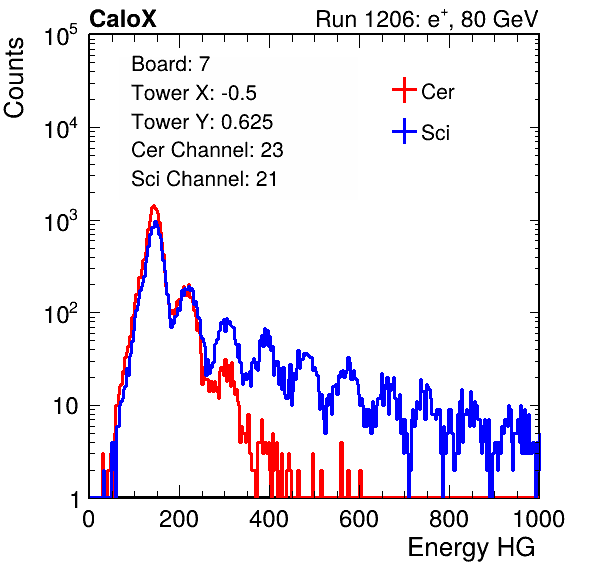 CaloX Run 1206: e⁺, 80 GeV
Counts
10⁵
10⁴
10³
10²
10
1
Board: 7
Tower X: -0.5
Tower Y: 0.625
Cer Channel: 23
Sci Channel: 21
Cer
Sci
0 200 400 600 800 1000
Energy HG